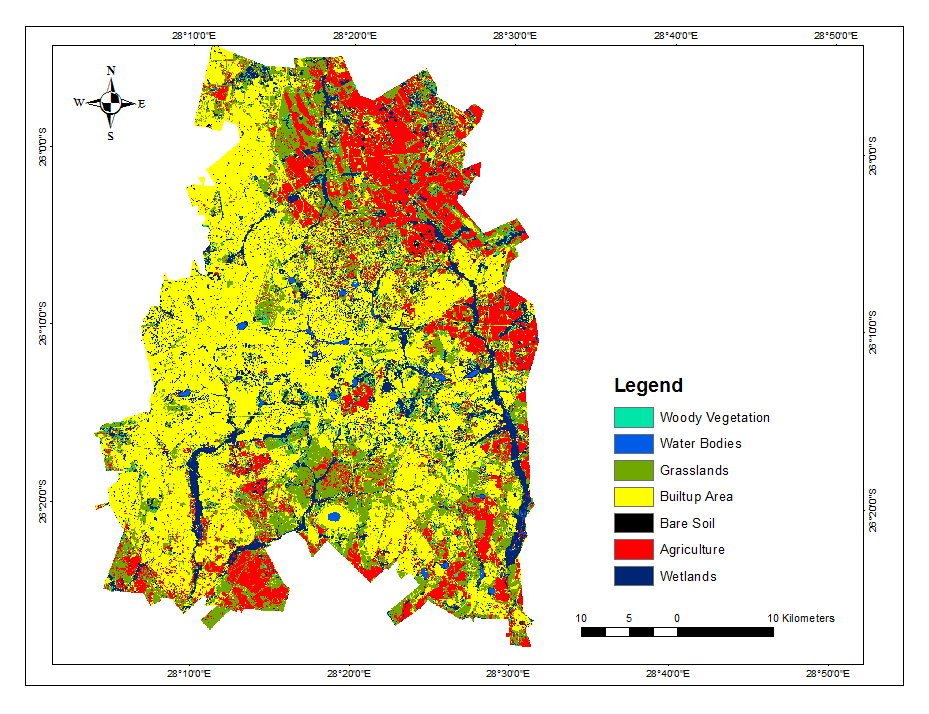 28°10'0"E 28°20'0"E 28°30'0"E 28°40'0"E 28°50'0"E
N
W E
S
26°0'0"S 26°0'0"S
26°10'0"S 26°10'0"S
Legend
Woody Vegetation
Water Bodies
Grasslands
Builtup Area
26°20'0"S 26°20'0"S
Bare Soil
Agriculture
Wetlands
10 5 0 10 Kilometers
28°10'0"E 28°20'0"E 28°30'0"E 28°40'0"E 28°50'0"E